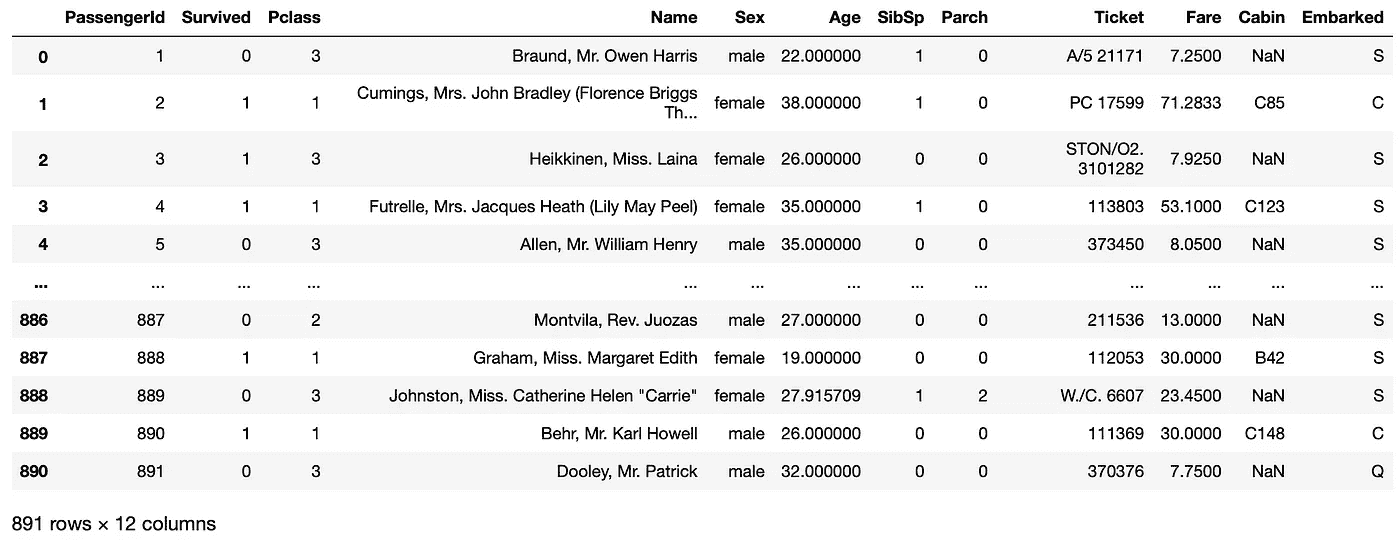 PassengerId Survived Pclass Name Sex Age SibSp Parch Ticket Fare Cabin Embarked
0 1 0 3 Braund, Mr. Owen Harris male 22.000000 1 0 A/5 21171 7.2500 NaN S
1 2 1 1 Cumings, Mrs. John Bradley (Florence Briggs Th... female 38.000000 1 0 PC 17599 71.2833 C85 C
2 3 1 3 Heikkinen, Miss. Laina female 26.000000 0 0 STON/O2. 3101282 7.9250 NaN S
3 4 1 1 Futrelle, Mrs. Jacques Heath (Lily May Peel) female 35.000000 1 0 113803 53.1000 C123 S
4 5 0 3 Allen, Mr. William Henry male 35.000000 0 0 373450 8.0500 NaN S
... ... ... ... ... ... ... ... ... ... ... ... ...
886 887 0 2 Montvila, Rev. Juozas male 27.000000 0 0 211536 13.0000 NaN S
887 888 1 1 Graham, Miss. Margaret Edith female 19.000000 0 0 112053 30.0000 B42 S
888 889 0 3 Johnston, Miss. Catherine Helen "Carrie" female 27.915709 1 2 W./C. 6607 23.4500 NaN S
889 890 1 1 Behr, Mr. Karl Howell male 26.000000 0 0 111369 30.0000 C148 C
890 891 0 3 Dooley, Mr. Patrick male 32.000000 0 0 370376 7.7500 NaN Q
891 rows × 12 columns